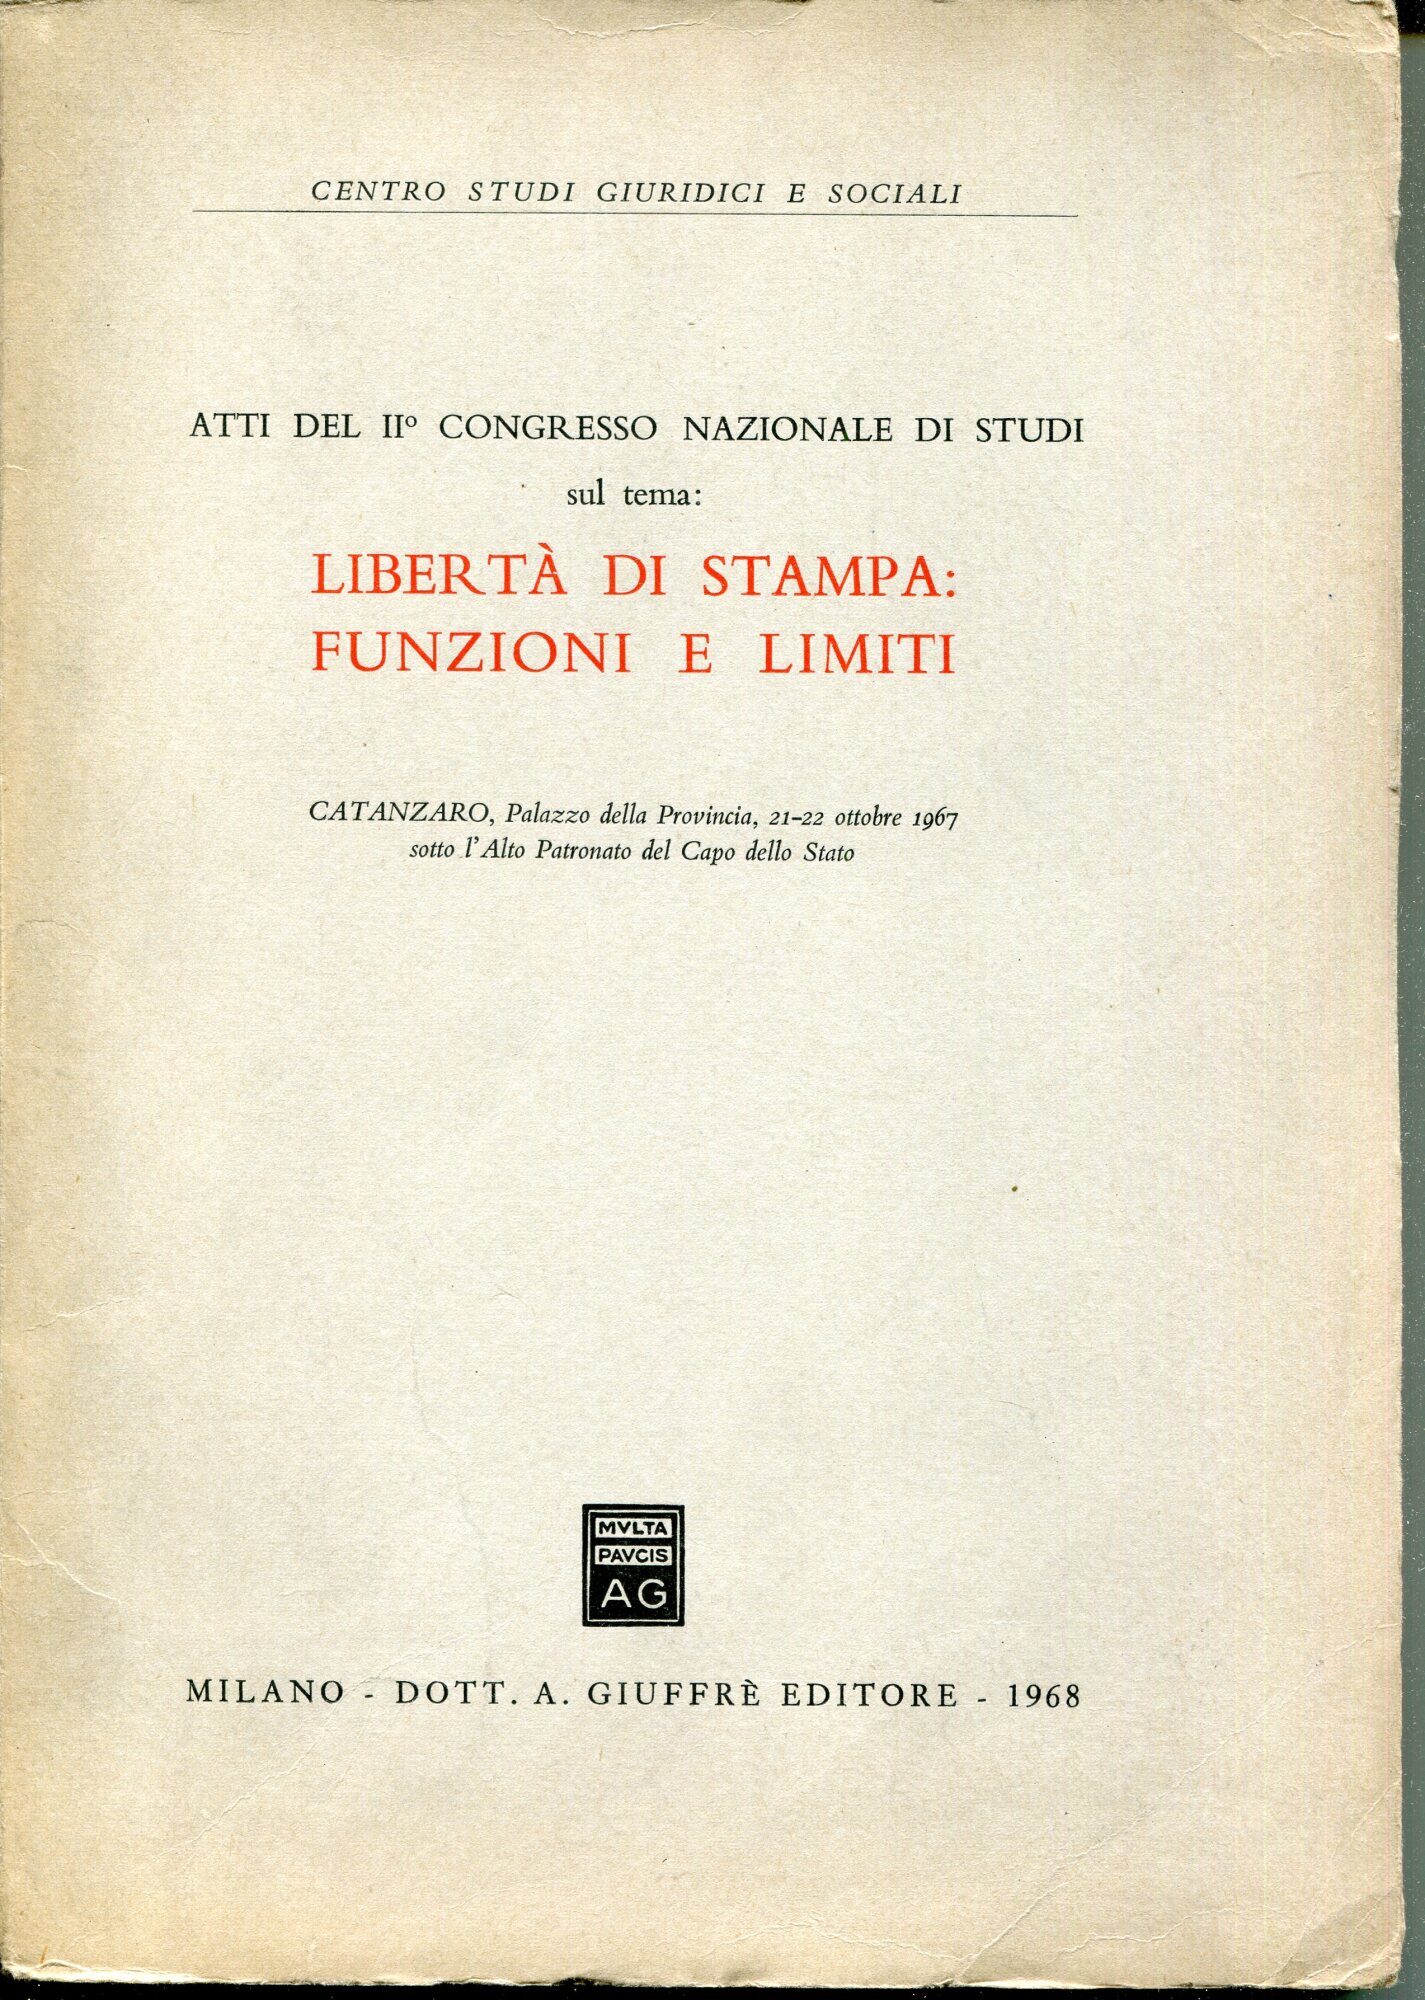 CENTRO STUDI GIURIDICI E SOCIALI
ATTI DEL IIº CONGRESSO NAZIONALE DI STUDI
sul tema:
LIBERTÀ DI STAMPA:
FUNZIONI E LIMITI
CATANZARO, Palazzo della Provincia, 21-22 ottobre 1967
sotto l'Alto Patronato del Capo dello Stato
MVLTA
PAVCIS
AG
MILANO - DOTT. A. GIUFFRÈ EDITORE - 1968